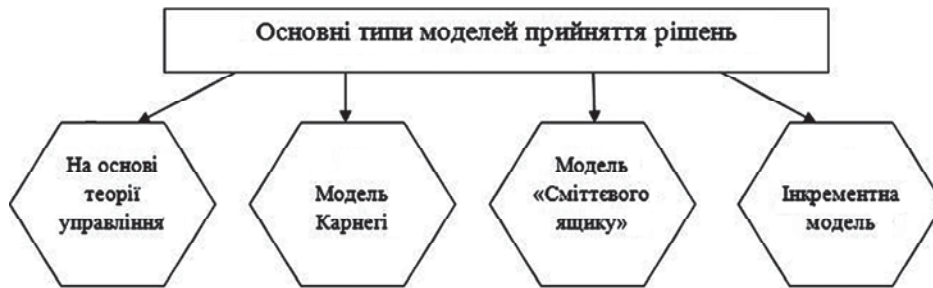 Основні типи моделей прийняття рішень
На основі
теорії
управління
Модель
Карнегі
Модель
«Сміттєвого
ящику»
Інкрементна
модель